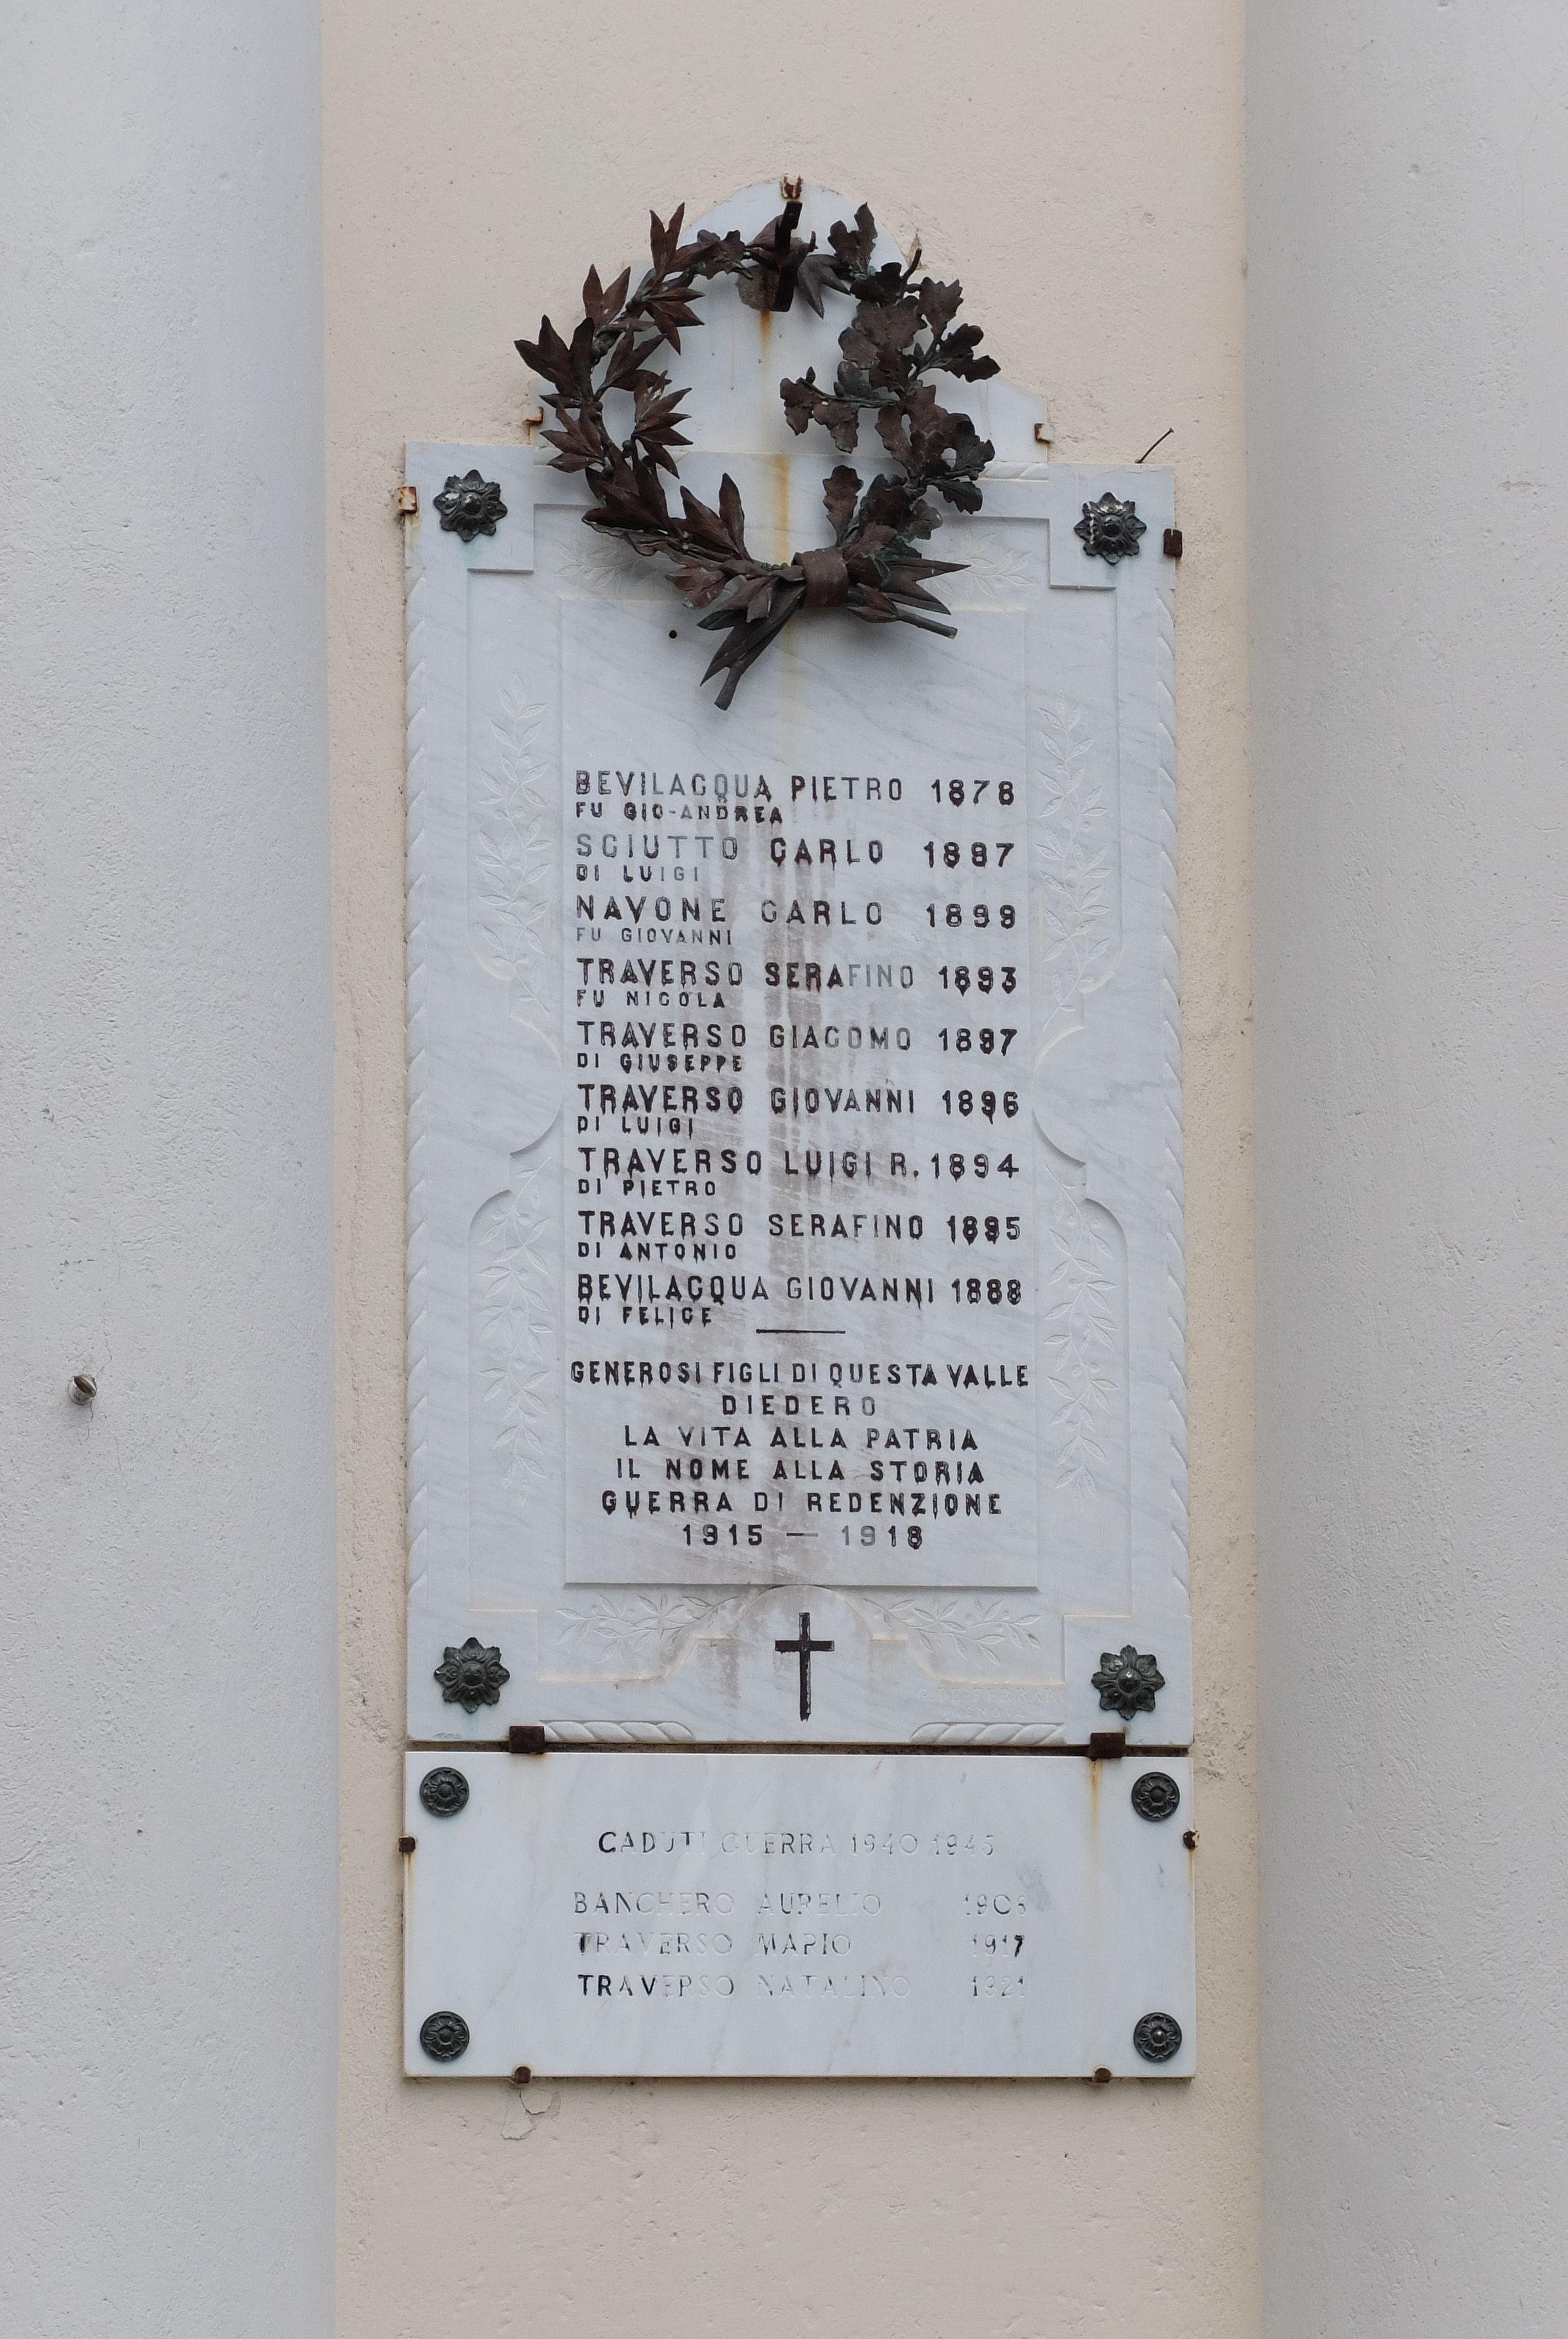 BEVILACQUA PIETRO 1878
FU GIO-ANDREA
SCIUTTO CARLO 1887
DI LUIGI
NAVONE CARLO 1899
FU GIOVANNI
TRAVERSO SERAFINO 1893
FU NICOLA
TRAVERSO GIACOMO 1897
DI GIUSEPPE
TRAVERSO GIOVANNI 1896
DI LUIGI
TRAVERSO LUIGI R. 1894
DI PIETRO
TRAVERSO SERAFINO 1895
DI ANTONIO
BEVILACQUA GIOVANNI 1888
DI FELICE
GENEROSI FIGLI DI QUESTA VALLE
DIEDERO
LA VITA ALLA PATRIA
IL NOME ALLA STORIA
GUERRA DI REDENZIONE
1915 — 1918
CADUTI GUERRA 1940 1945
BANCHERO AURELIO
TRAVERSO MARIO 1917
TRAVERSO NATALINO 1921